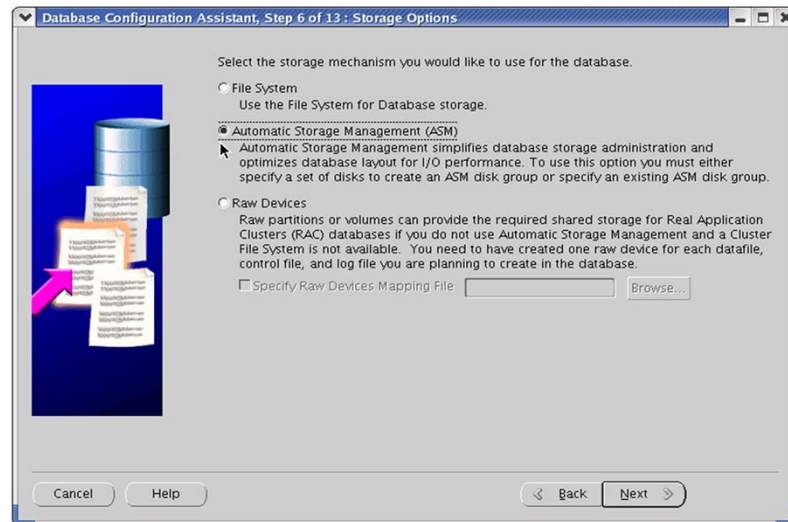 Database Configuration Assistant, Step 6 of 13 : Storage Options
Select the storage mechanism you would like to use for the database.
File System
Use the File System for Database storage.
Automatic Storage Management (ASM)
Automatic Storage Management simplifies database storage administration and
optimizes database layout for I/O performance. To use this option you must either
specify a set of disks to create an ASM disk group or specify an existing ASM disk group.
Raw Devices
Raw partitions or volumes can provide the required shared storage for Real Application
Clusters (RAC) databases if you do not use Automatic Storage Management and a Cluster
File System is not available. You need to have created one raw device for each datafile,
control file, and log file you are planning to create in the database.
Specify Raw Devices Mapping File
Browse...
Cancel
Help
Back
Next